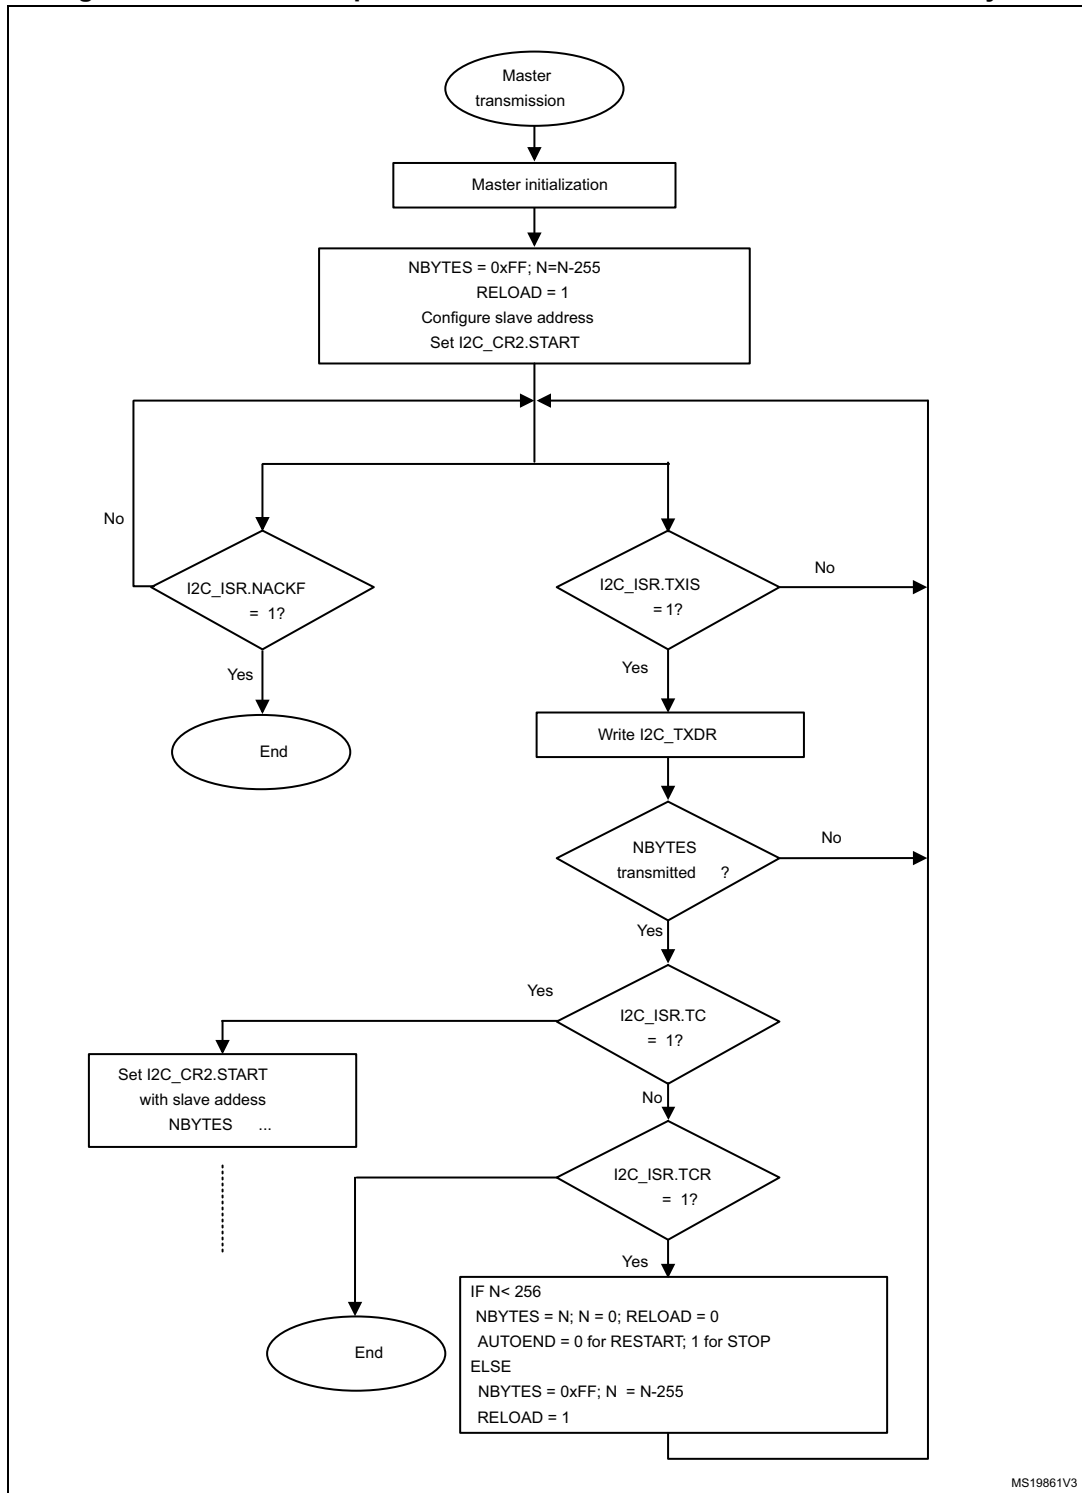 Master
transmission
Master initialization
NBYTES = 0xFF; N=N-255
RELOAD = 1
Configure slave address
Set I2C_CR2.START
No
I2C_ISR.NACKF
= 1?
I2C_ISR.TXIS
=1?
No
Yes
Yes
End
Write I2C_TXDR
NBYTES
transmitted ?
No
Yes
Yes
I2C_ISR.TC
= 1?
Set I2C_CR2.START
with slave addess
NBYTES ...
No
I2C_ISR.TCR
= 1?
Yes
End
IF N< 256
NBYTES = N; N = 0; RELOAD = 0
AUTOEND = 0 for RESTART; 1 for STOP
ELSE
NBYTES = 0xFF; N = N-255
RELOAD = 1
MS19861V3